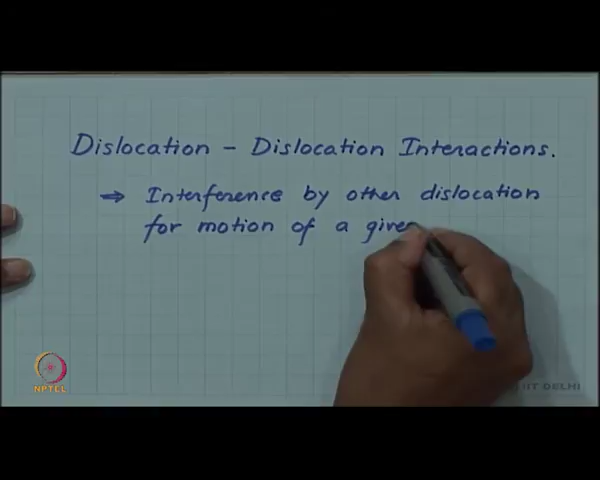 Dislocation - Dislocation Interactions.
⇒ Interference by other dislocation
for motion of a given
NPTEL
IIT DELHI